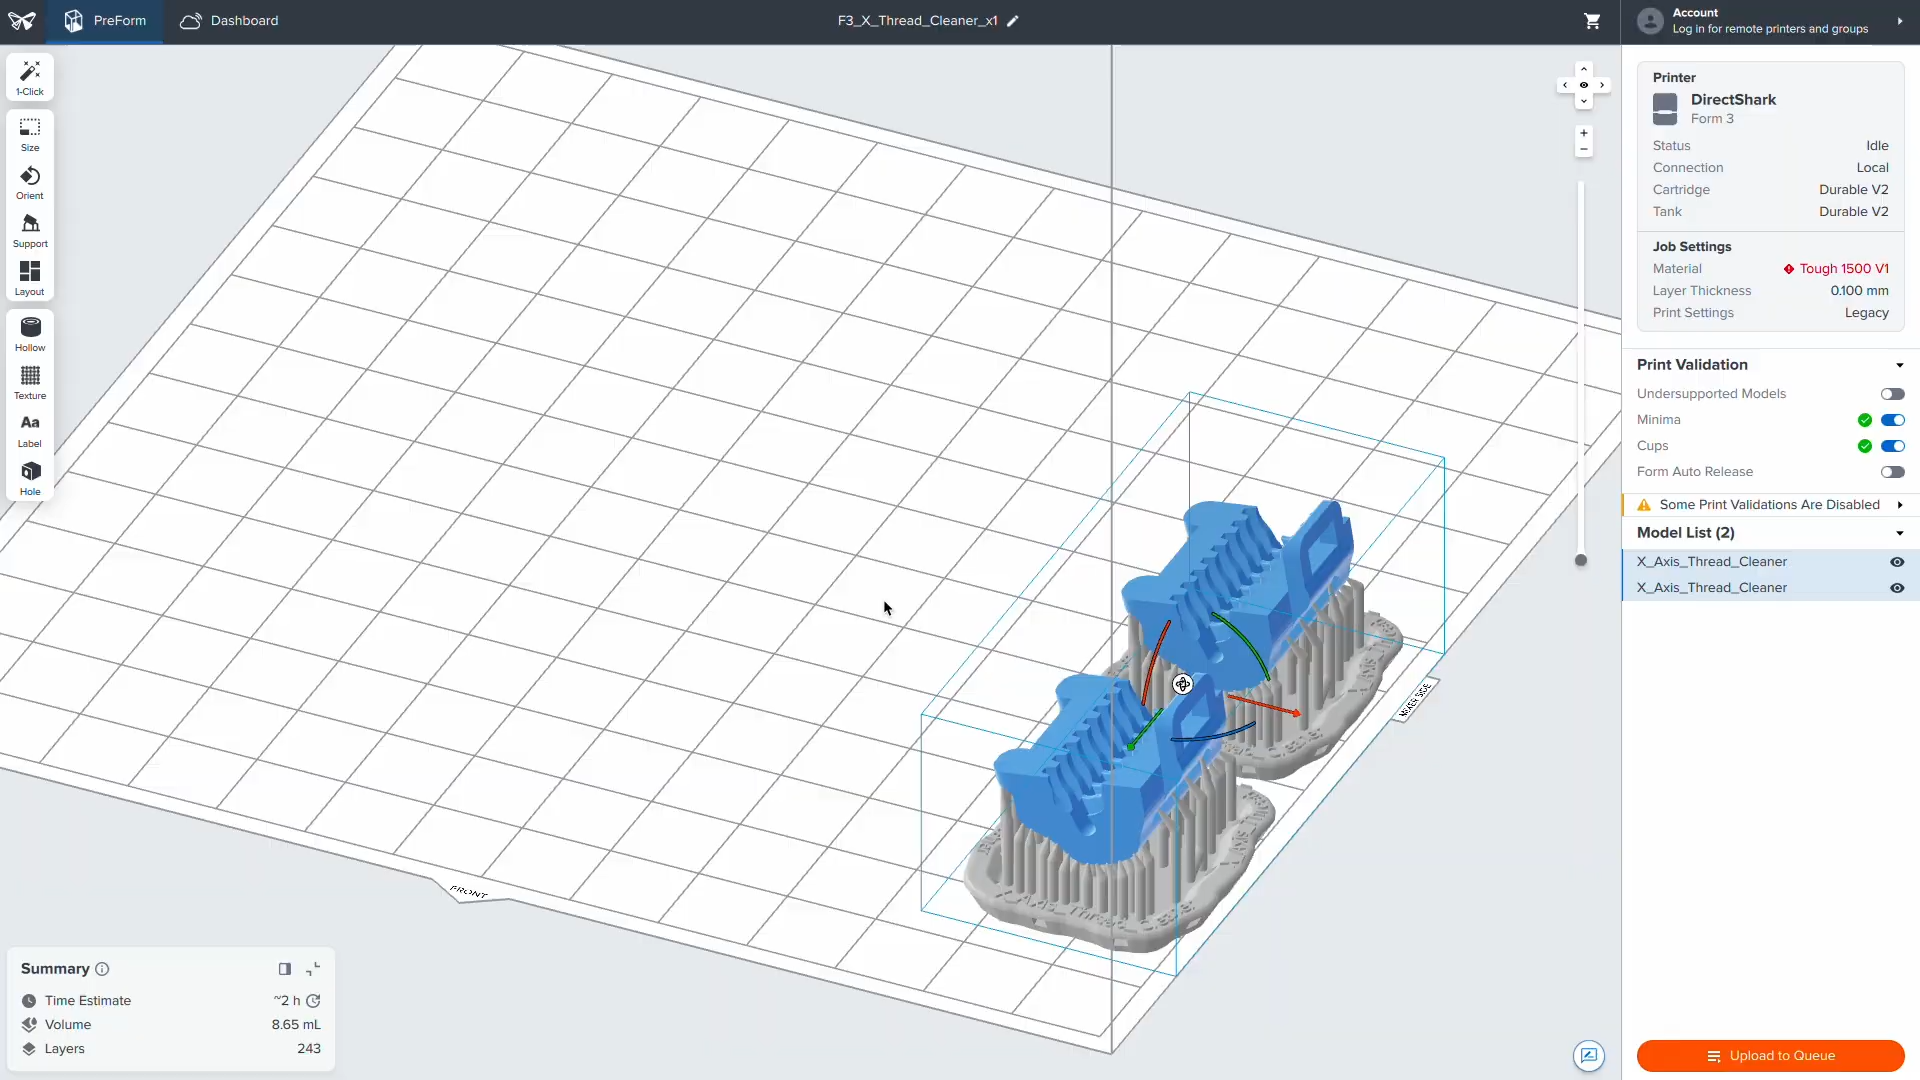 PreForm
Dashboard
F3_X_Thread_Cleaner_x1
Account
Log in for remote printers and groups
1-Click
Size
Orient
Support
Layout
Hollow
Texture
Aa
Label
Hole
Printer
DirectShark
Form 3
Status Idle
Connection Local
Cartridge Durable V2
Tank Durable V2
Job Settings
Material Tough 1500 V1
Layer Thickness 0.100 mm
Print Settings Legacy
Print Validation
Undersupported Models
Minima
Cups
Form Auto Release
Some Print Validations Are Disabled
Model List (2)
X_Axis_Thread_Cleaner
X_Axis_Thread_Cleaner
MIXER SIDE
FRONT
Summary
Time Estimate ~2 h
Volume 8.65 mL
Layers 243
Upload to Queue